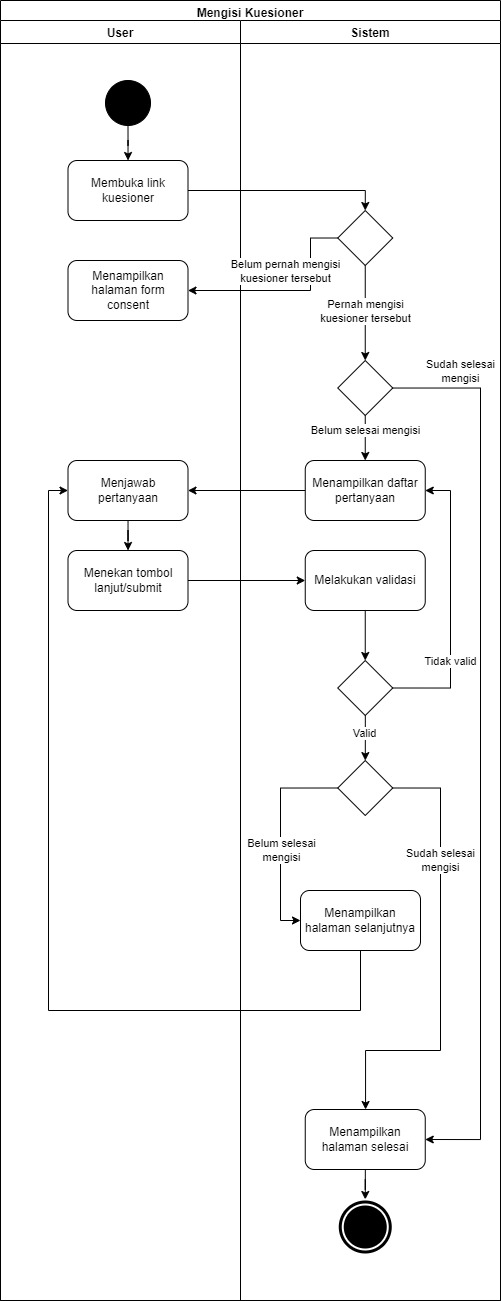 Mengisi Kuesioner
User
Sistem
Membuka link
kuesioner
Belum pernah mengisi
kuesioner tersebut
Menampilkan
halaman form
consent
Pernah mengisi
kuesioner tersebut
Sudah selesai
mengisi
Belum selesai mengisi
Menjawab
pertanyaan
Menampilkan daftar
pertanyaan
Menekan tombol
lanjut/submit
Melakukan validasi
Tidak valid
Valid
Belum selesai
mengisi
Sudah selesai
mengisi
Menampilkan
halaman selanjutnya
Menampilkan
halaman selesai